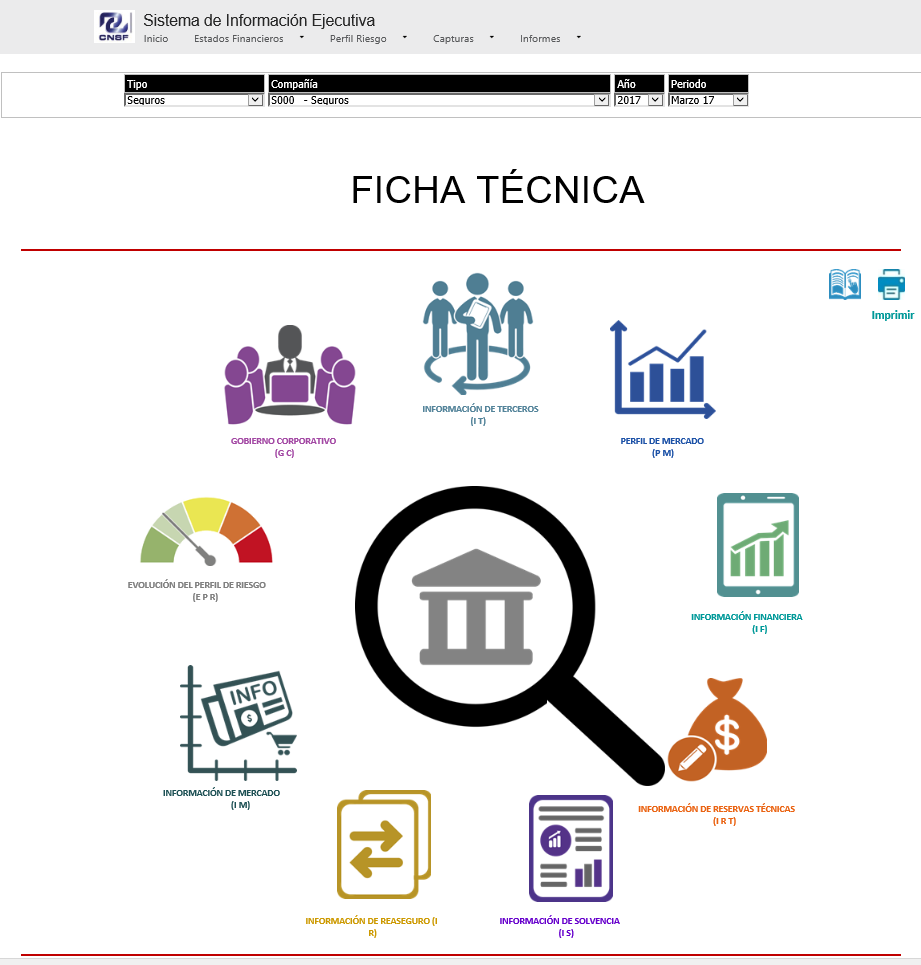 Sistema de Información Ejecutiva
CNSF
Inicio Estados Financieros Perfil Riesgo Capturas Informes
Tipo Compañía Año Periodo
Seguros S000 - Seguros 2017 Marzo 17
FICHA TÉCNICA
Imprimir
INFORMACIÓN DE TERCEROS
(I T)
GOBIERNO CORPORATIVO
(G C)
PERFIL DE MERCADO
(P M)
EVOLUCIÓN DEL PERFIL DE RIESGO
(E P R)
INFORMACIÓN FINANCIERA
(I F)
INFO
$
$
INFORMACIÓN DE MERCADO
(I M)
INFORMACIÓN DE RESERVAS TÉCNICAS
(I R T)
INFORMACIÓN DE REASEGURO (I
R)
INFORMACIÓN DE SOLVENCIA
(I S)